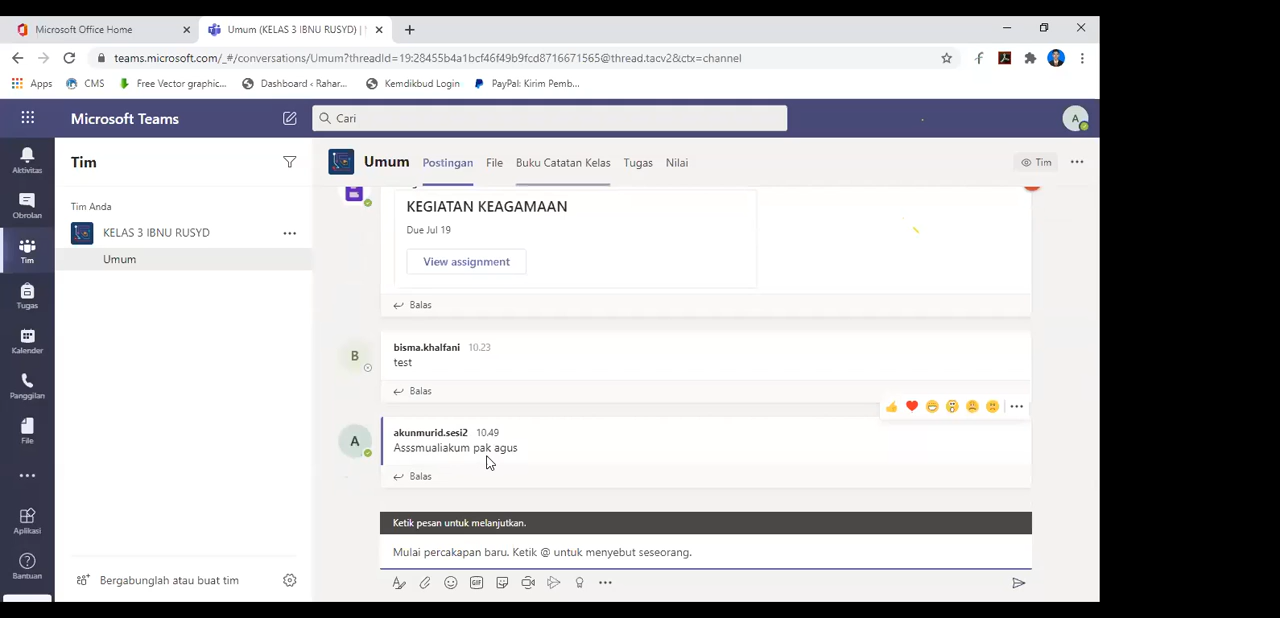 Microsoft Office Home
Umum (KELAS 3 IBNU RUSYD) |
teams.microsoft.com/_#/conversations/Umum?threadId=19:28455b4a1bcf46f49b9fcd8716671565@thread.tacv2&ctx=channel
Apps CMS Free Vector graphic... Dashboard ‹ Rahar... Kemdikbud Login PayPal: Kirim Pemb...
Microsoft Teams
Cari
A
Aktivitas
Obrolan
Tim
Tugas
Kalender
Panggilan
File
Aplikasi
Bantuan
Tim
Tim Anda
KELAS 3 IBNU RUSYD
Umum
Bergabunglah atau buat tim
Umum Postingan File Buku Catatan Kelas Tugas Nilai
Tim
KEGIATAN KEAGAMAAN
Due Jul 19
View assignment
Balas
B
bisma.khalfani 10.23
test
Balas
A
akunmurid.sesi2 10.49
Asssmualiakum pak agus
Balas
Ketik pesan untuk melanjutkan.
Mulai percakapan baru. Ketik @ untuk menyebut seseorang.
GIF